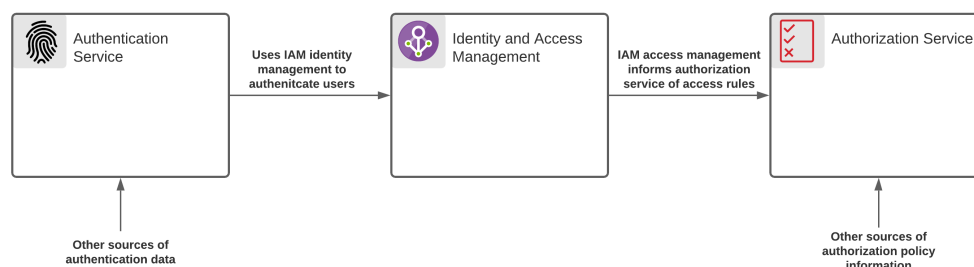 Authentication
Service
Uses IAM identity
management to
authenitcate users
Identity and Access
Management
IAM access management
informs authorization
service of access rules
Authorization Service
Other sources of
authentication data
Other sources of
authorization policy
information